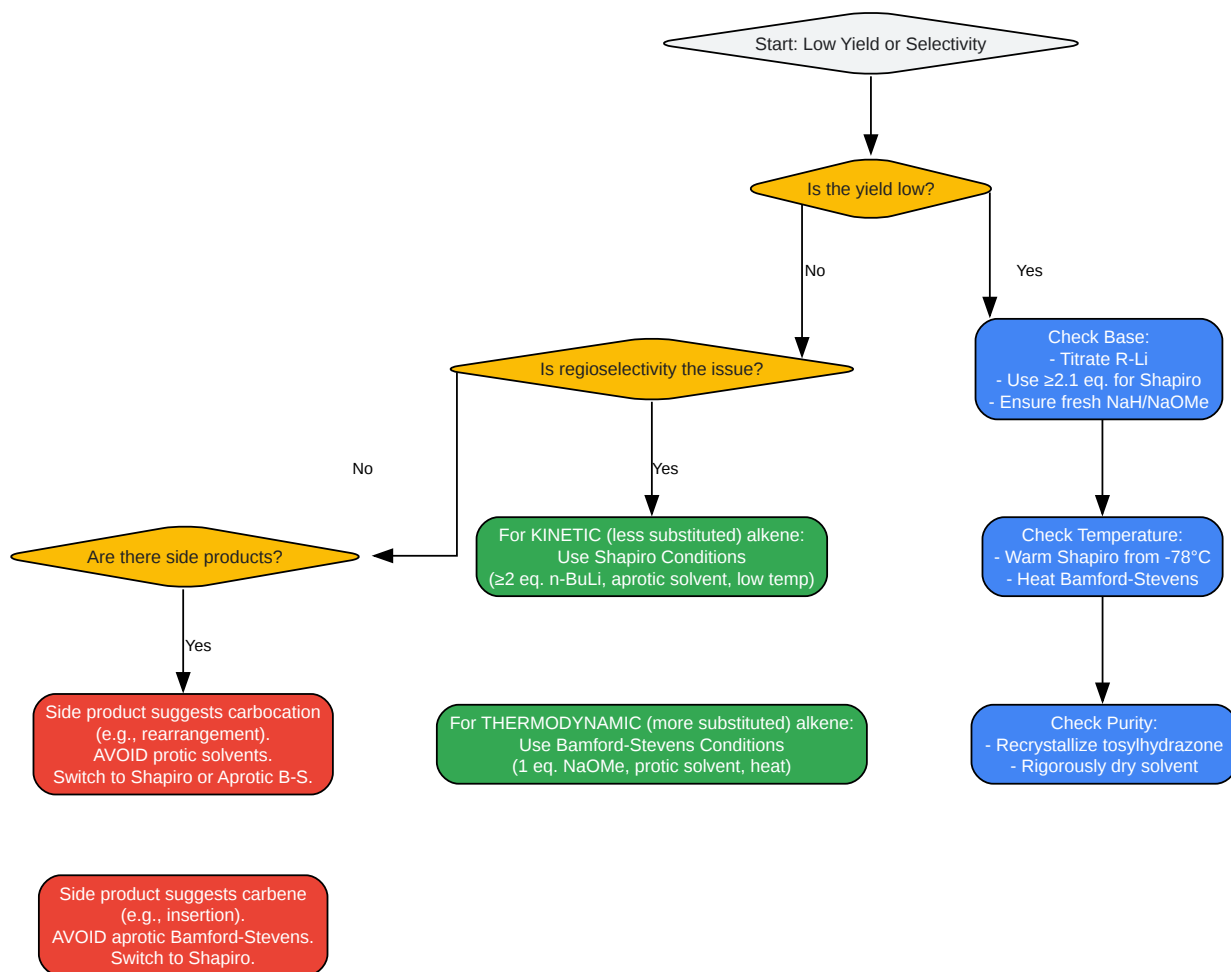 Start: Low Yield or Selectivity
Is the yield low?
No
Yes
Check Base:
- Titrate R-Li
- Use ≥2.1 eq. for Shapiro
- Ensure fresh NaH/NaOMe
Is regioselectivity the issue?
No
Yes
For KINETIC (less substituted) alkene:
Use Shapiro Conditions
(≥2 eq. n-BuLi, aprotic solvent, low temp)
Check Temperature:
- Warm Shapiro from -78°C
- Heat Bamford-Stevens
Are there side products?
Yes
Side product suggests carbocation
(e.g., rearrangement).
AVOID protic solvents.
Switch to Shapiro or Aprotic B-S.
For THERMODYNAMIC (more substituted) alkene:
Use Bamford-Stevens Conditions
(1 eq. NaOMe, protic solvent, heat)
Check Purity:
- Recrystallize tosylhydrazone
- Rigorously dry solvent
Side product suggests carbene
(e.g., insertion).
AVOID aprotic Bamford-Stevens.
Switch to Shapiro.